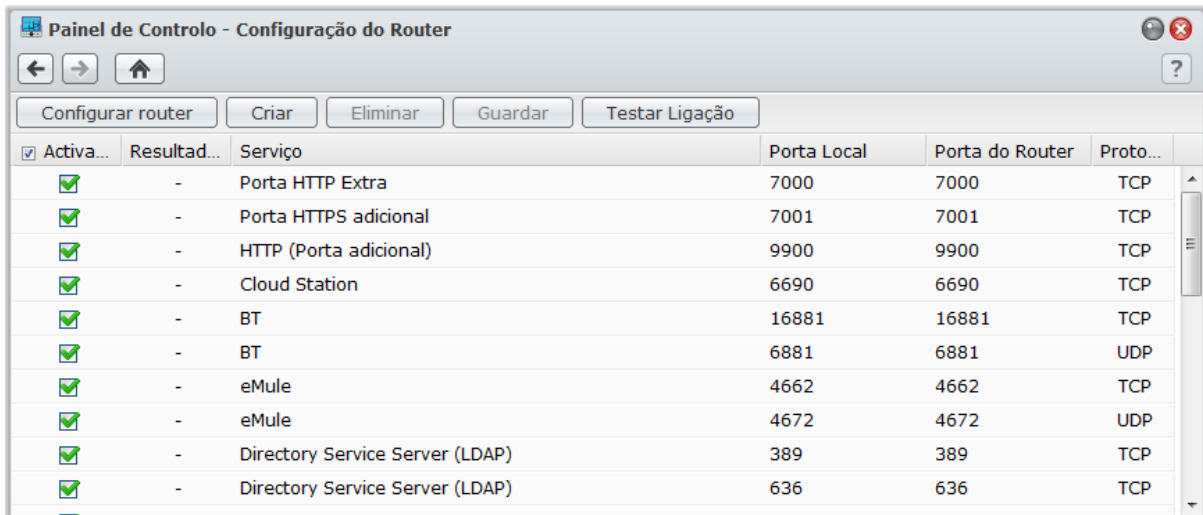 Painel de Controlo - Configuração do Router
?
Configurar router Criar Eliminar Guardar Testar Ligação
Activa... Resultad... Serviço Porta Local Porta do Router Proto...
- Porta HTTP Extra 7000 7000 TCP
- Porta HTTPS adicional 7001 7001 TCP
- HTTP (Porta adicional) 9900 9900 TCP
- Cloud Station 6690 6690 TCP
- BT 16881 16881 TCP
- BT 6881 6881 UDP
- eMule 4662 4662 TCP
- eMule 4672 4672 UDP
- Directory Service Server (LDAP) 389 389 TCP
- Directory Service Server (LDAP) 636 636 TCP